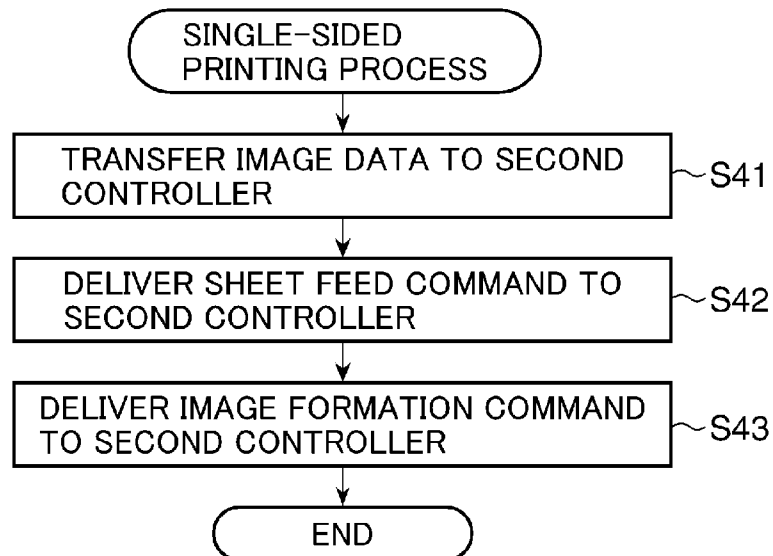 SINGLE-SIDED
PRINTING PROCESS
TRANSFER IMAGE DATA TO SECOND
CONTROLLER
S41
DELIVER SHEET FEED COMMAND TO
SECOND CONTROLLER
S42
DELIVER IMAGE FORMATION COMMAND
TO SECOND CONTROLLER
S43
END